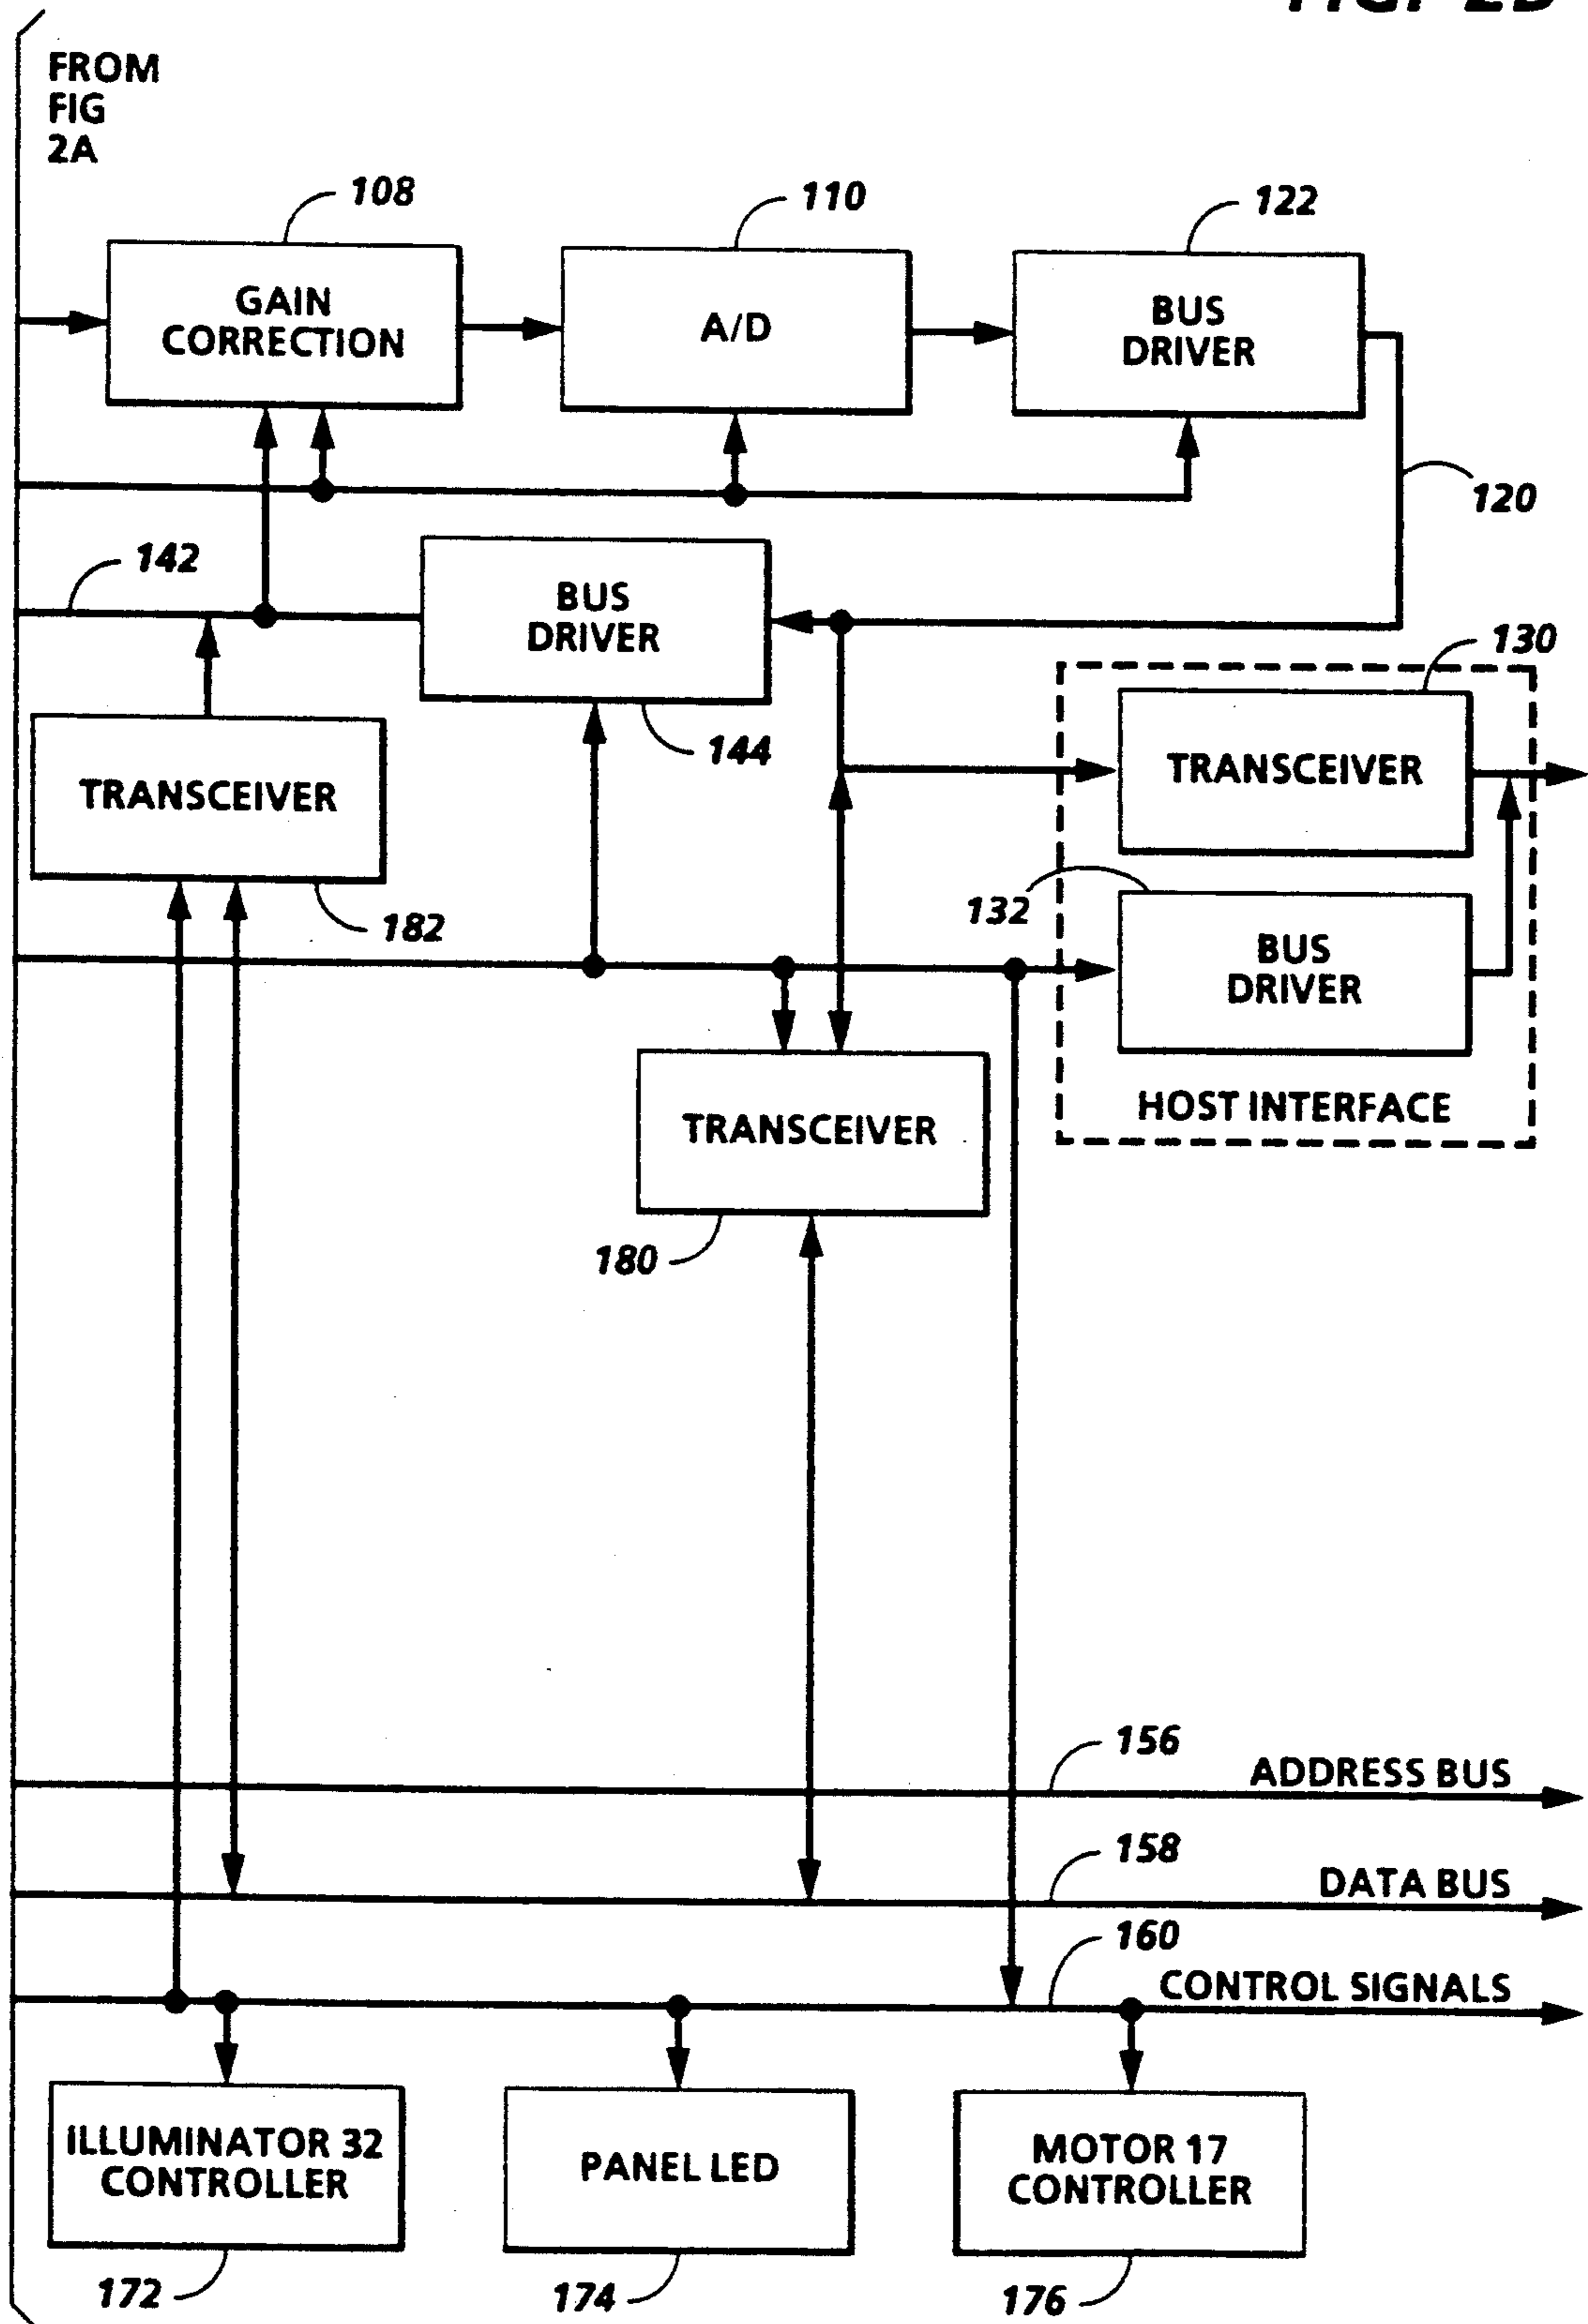 FROM
FIG
2A
108
110
122
GAIN
CORRECTION
A/D
BUS
DRIVER
120
142
BUS
DRIVER
144
130
TRANSCEIVER
TRANSCEIVER
182
132
BUS
DRIVER
HOST INTERFACE
TRANSCEIVER
180
156
ADDRESS BUS
158
DATA BUS
160
CONTROL SIGNALS
ILLUMINATOR 32
CONTROLLER
PANEL LED
MOTOR 17
CONTROLLER
172
174
176